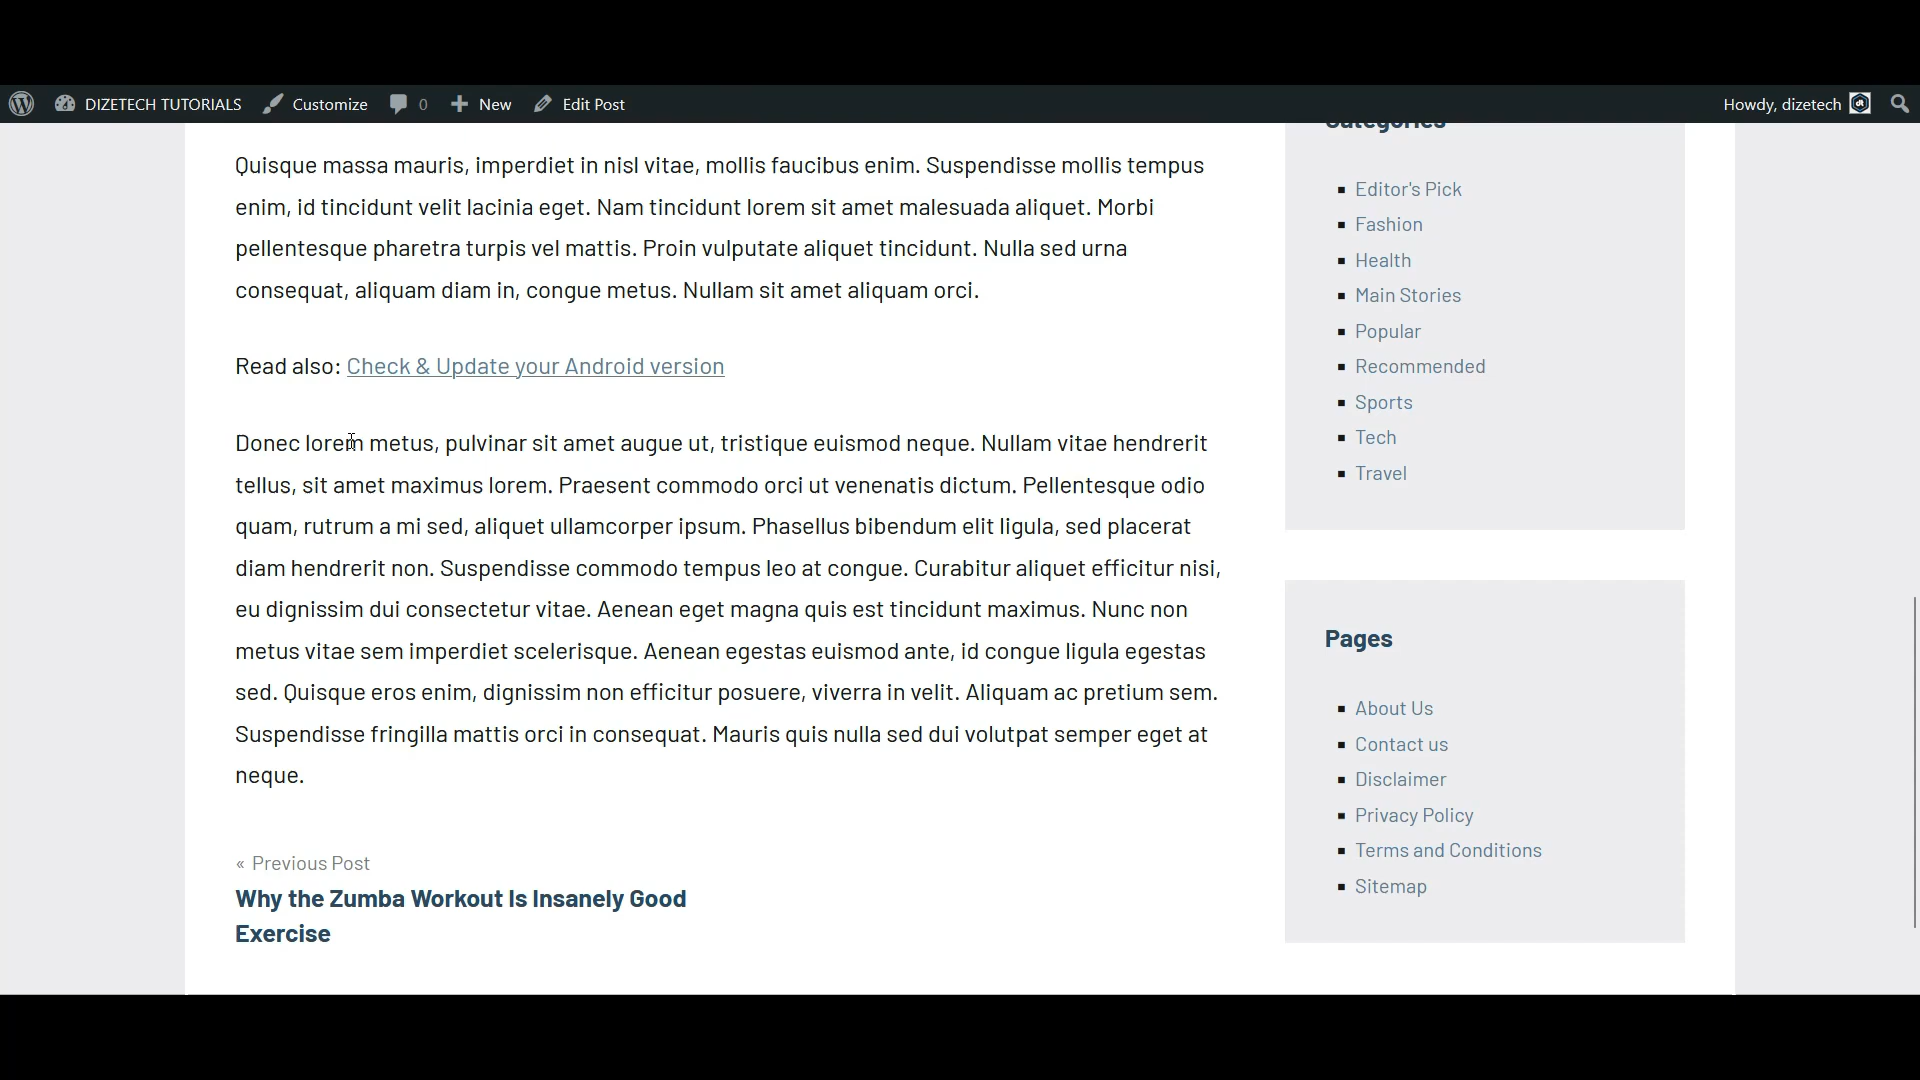 DIZETECH TUTORIALS Customize 0 New Edit Post Howdy, dizetech
Quisque massa mauris, imperdiet in nisl vitae, mollis faucibus enim. Suspendisse mollis tempus
enim, id tincidunt velit lacinia eget. Nam tincidunt lorem sit amet malesuada aliquet. Morbi
pellentesque pharetra turpis vel mattis. Proin vulputate aliquet tincidunt. Nulla sed urna
consequat, aliquam diam in, congue metus. Nullam sit amet aliquam orci.
Read also: Check & Update your Android version
Donec lorem metus, pulvinar sit amet augue ut, tristique euismod neque. Nullam vitae hendrerit
tellus, sit amet maximus lorem. Praesent commodo orci ut venenatis dictum. Pellentesque odio
quam, rutrum a mi sed, aliquet ullamcorper ipsum. Phasellus bibendum elit ligula, sed placerat
diam hendrerit non. Suspendisse commodo tempus leo at congue. Curabitur aliquet efficitur nisi,
eu dignissim dui consectetur vitae. Aenean eget magna quis est tincidunt maximus. Nunc non
metus vitae sem imperdiet scelerisque. Aenean egestas euismod ante, id congue ligula egestas
sed. Quisque eros enim, dignissim non efficitur posuere, viverra in velit. Aliquam ac pretium sem.
Suspendisse fringilla mattis orci in consequat. Mauris quis nulla sed dui volutpat semper eget at
neque.
« Previous Post
Why the Zumba Workout Is Insanely Good
Exercise
Categories
Editor's Pick
Fashion
Health
Main Stories
Popular
Recommended
Sports
Tech
Travel
Pages
About Us
Contact us
Disclaimer
Privacy Policy
Terms and Conditions
Sitemap